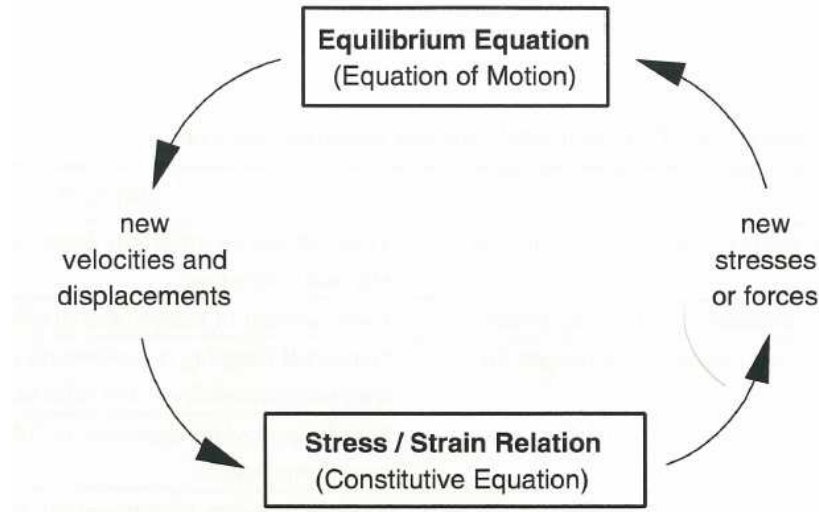 Equilibrium Equation
(Equation of Motion)
new
velocities and
displacements
new
stresses
or forces
Stress / Strain Relation
(Constitutive Equation)